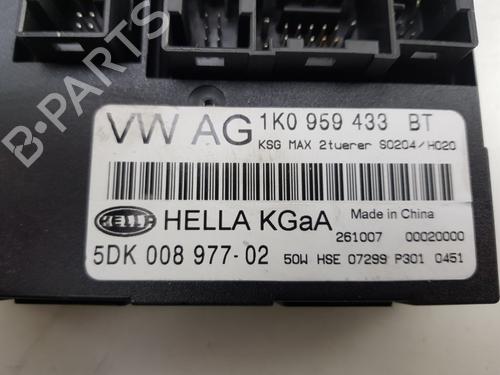 VW AG 1K0 959 433 BT
KSG MAX 2tuerer S0204/H020
HELLA HELLA KGaA Made in China
261007 00020000
5DK 008 977-02 50W HSE 07299 P301 0451
B-PARTS